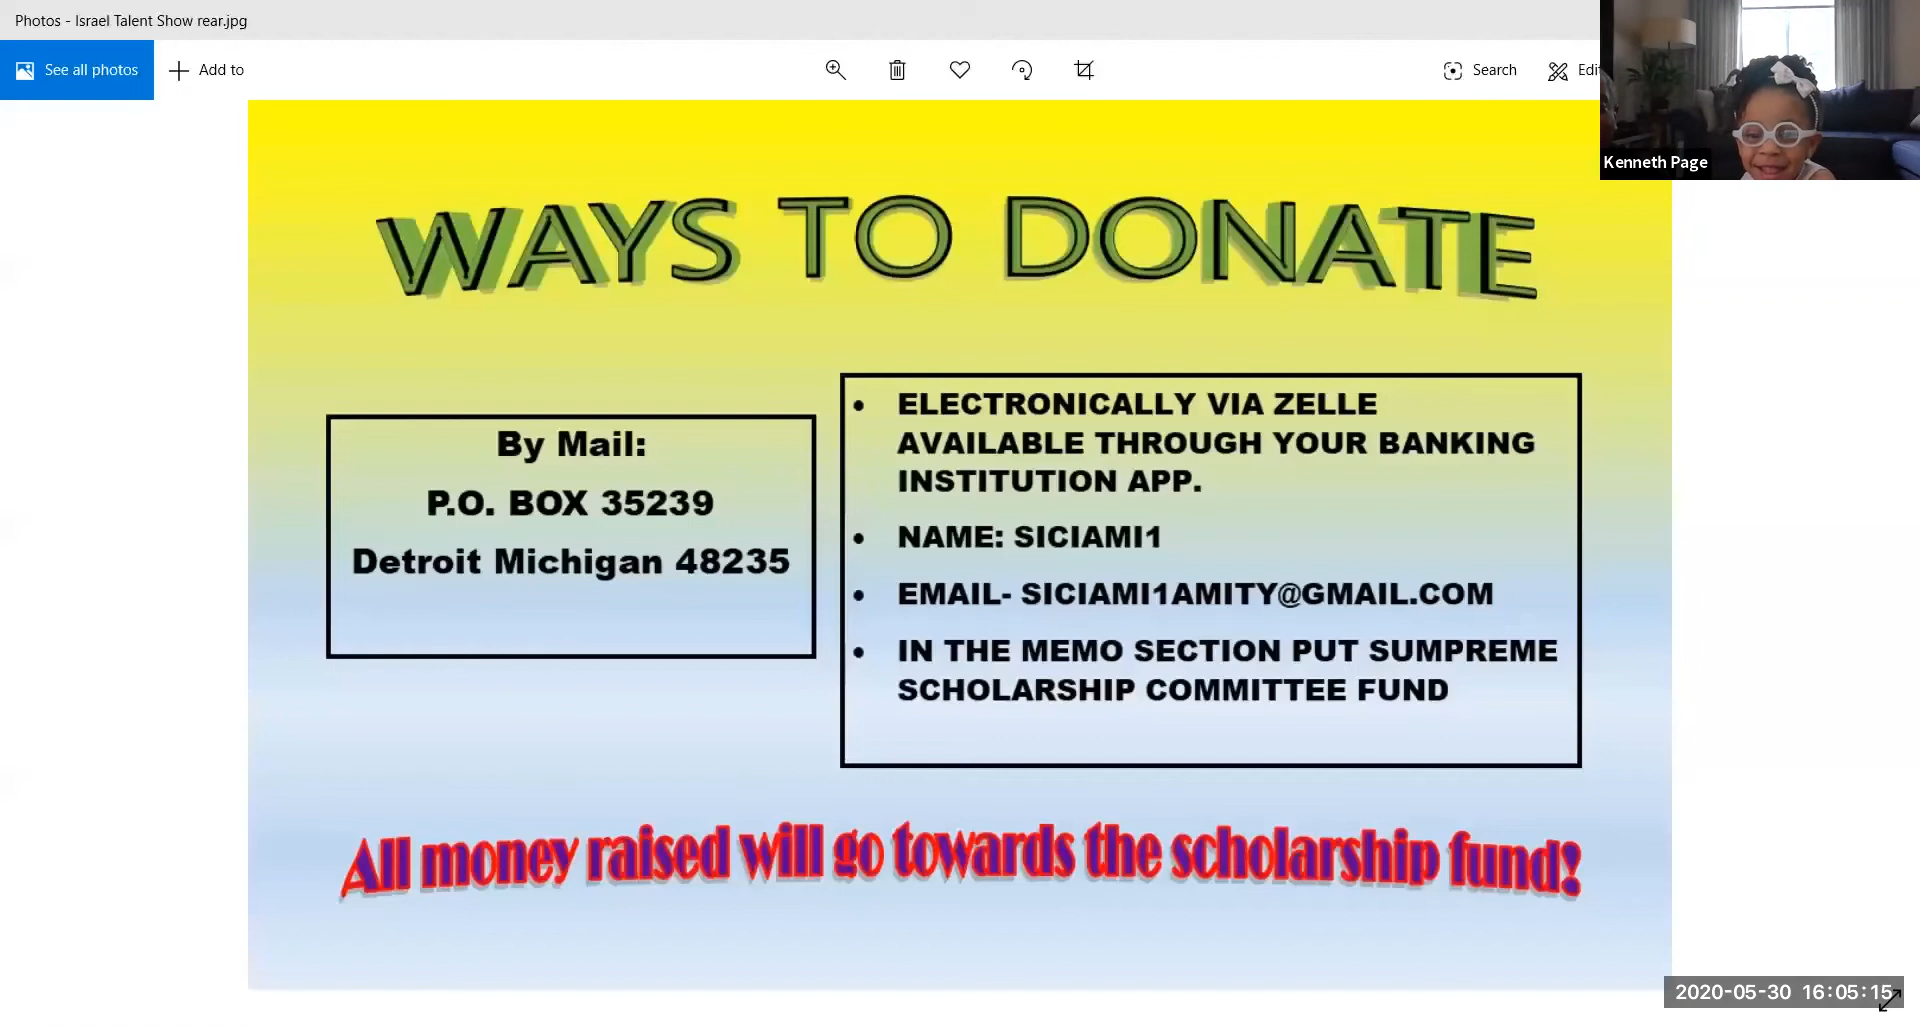 Photos - Israel Talent Show rear.jpg
See all photos
Add to
Search
Kenneth Page
WAYS TO DONATE
By Mail:
P.O. BOX 35239
Detroit Michigan 48235
• ELECTRONICALLY VIA ZELLE
AVAILABLE THROUGH YOUR BANKING
INSTITUTION APP.
• NAME: SICIAMI1
• EMAIL- SICIAMI1AMITY@GMAIL.COM
• IN THE MEMO SECTION PUT SUMPREME
SCHOLARSHIP COMMITTEE FUND
All money raised will go towards the scholarship fund!
2020-05-30 16:05:15